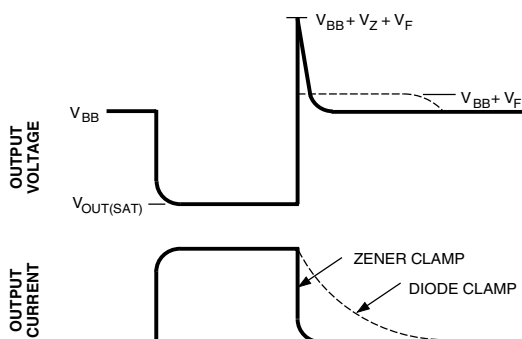 V_BB + V_Z + V_F
V_BB + V_F
V_BB
OUTPUT
VOLTAGE
V_OUT(SAT)
ZENER CLAMP
DIODE CLAMP
OUTPUT
CURRENT